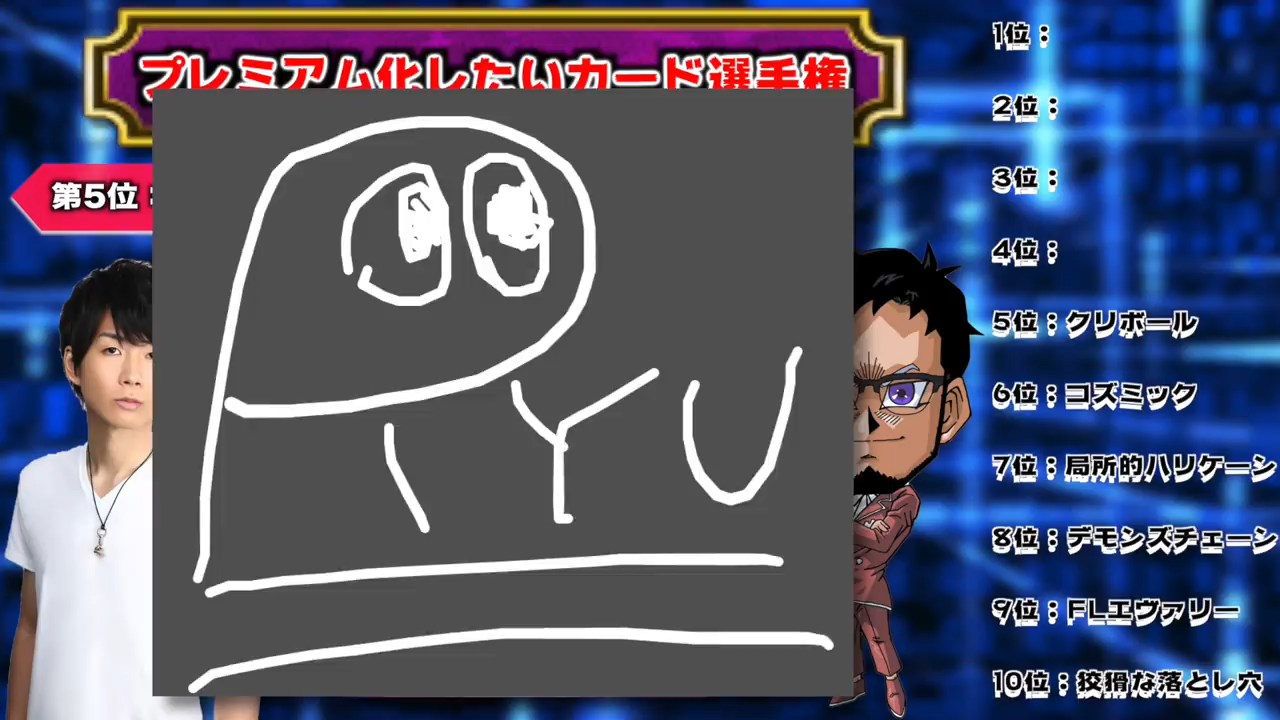 プレミアム化したいカード選手権
第5位：
RYU
1位：
2位：
3位：
4位：
5位：クリボール
6位：コズミック
7位：局所的ハリケーン
8位：デモンズチェーン
9位：FLエヴァリー
10位：狡猾な落とし穴